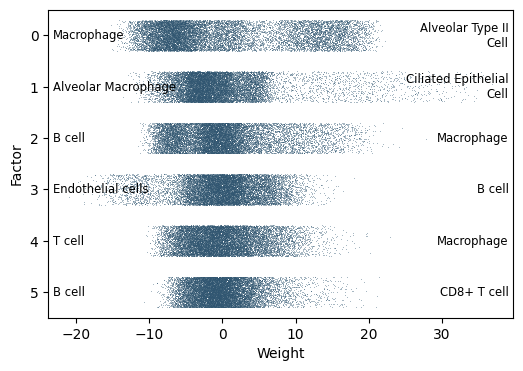 0
Macrophage
Alveolar Type II
Cell
1
Alveolar Macrophage
Ciliated Epithelial
Cell
2
B cell
Macrophage
3
Endothelial cells
B cell
4
T cell
Macrophage
5
B cell
CD8+ T cell
Factor
−20 −10 0 10 20 30
Weight